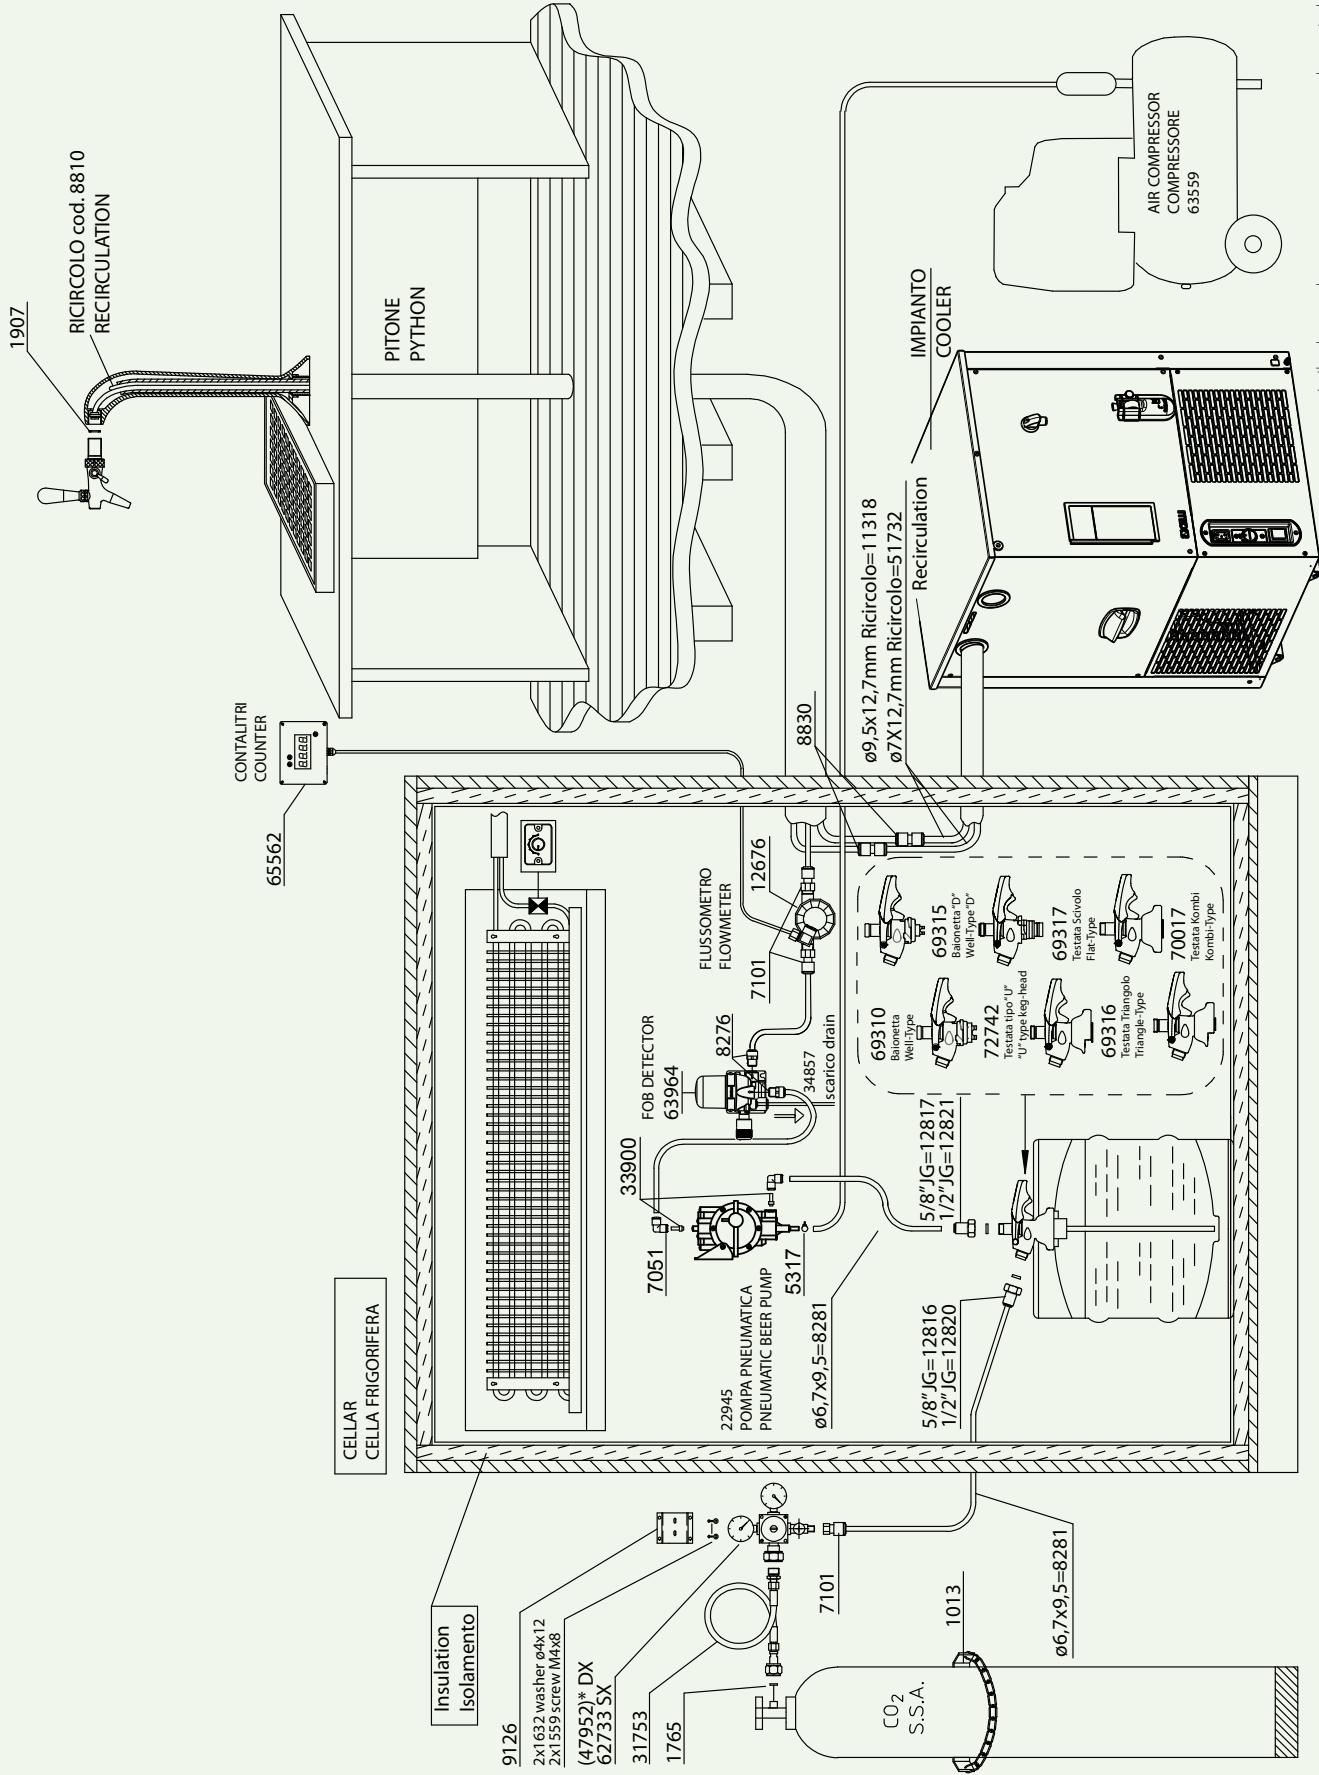 1907
RICIRCOLO cod. 8810
RECIRCULATION
PITONE
PYTHON
CONTALITRI
COUNTER
8.8.8.8
65562
AIR COMPRESSOR
COMPRESSORE
63559
IMPIANTO
COOLER
ø9,5x12,7mm Ricircolo=11318
ø7X12,7mm Ricircolo=51732
Recirculation
8830
CELLAR
CELLA FRIGORIFERA
Insulation
Isolamento
9126
2x1632 washer ø4x12
2x1559 screw M4x8
(47952)* DX
62733 SX
31753
1765
7101
1013
CO2
S.S.A.
ø6,7x9,5=8281
FLUSSOMETRO
FLOWMETER
7101
12676
FOB DETECTOR
63964
8276
34857
scarico drain
33900
7051
22945
POMPA PNEUMATICA
PNEUMATIC BEER PUMP
5317
ø6,7x9,5=8281
5/8"JG=12817
1/2"JG=12821
5/8"JG=12816
1/2"JG=12820
69310
Baionetta
Well-Type
69315
Baionetta "D"
Well-Type "D"
72742
Testata tipo "U"
"U" type keg-head
69317
Testata Scivolo
Flat-Type
69316
Testata Triangolo
Triangle-Type
70017
Testata Kombi
Kombi-Type